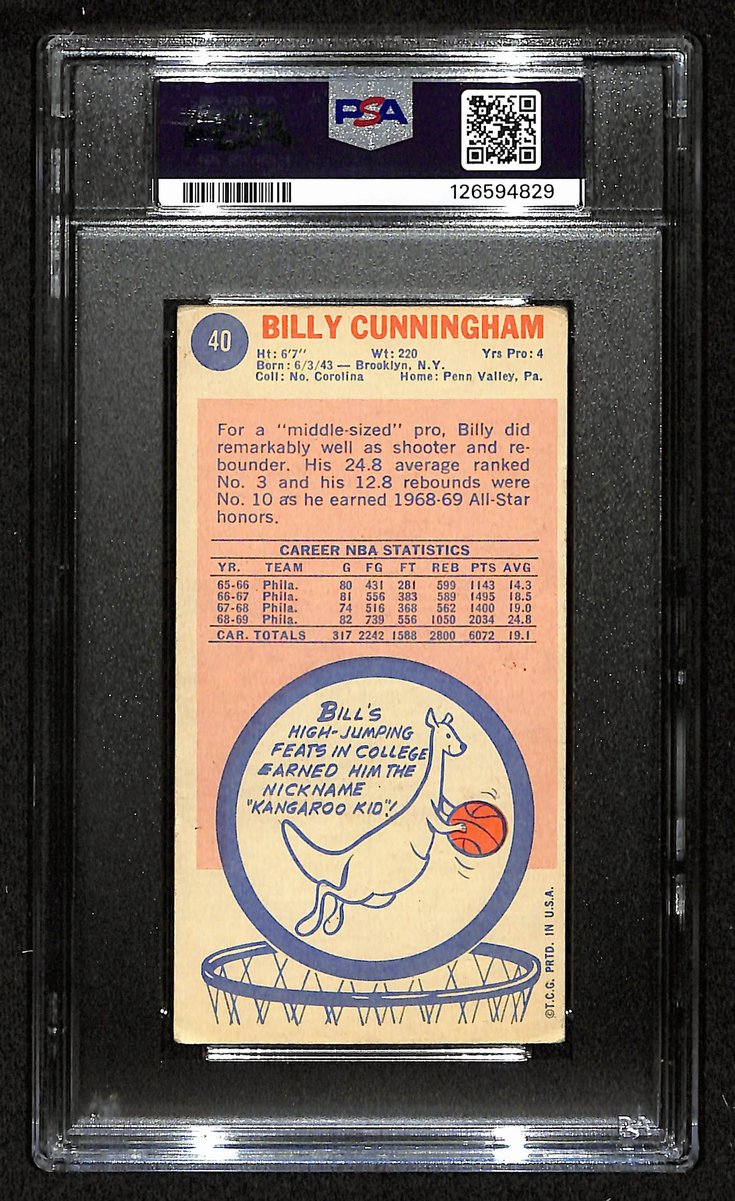 PSA
126594829
40
BILLY CUNNINGHAM
Ht: 6'7" Wt: 220 Yrs Pro: 4
Born: 6/3/43 — Brooklyn, N.Y.
Coll: No. Corolina Home: Penn Valley, Pa.
For a "middle-sized" pro, Billy did
remarkably well as shooter and re-
bounder. His 24.8 average ranked
No. 3 and his 12.8 rebounds were
No. 10 as he earned 1968-69 All-Star
honors.
CAREER NBA STATISTICS
YR. TEAM G FG FT REB PTS AVG
65-66 Phila. 80 431 281 599 1143 14.3
66-67 Phila. 81 556 383 589 1495 18.5
67-68 Phila. 74 516 368 562 1400 19.0
68-69 Phila. 82 739 556 1050 2034 24.8
CAR. TOTALS 317 2242 1588 2800 6072 19.1
BILL'S
HIGH-JUMPING
FEATS IN COLLEGE
EARNED HIM THE
NICKNAME
"KANGAROO KID"!
©T.C.G. PRTD. IN U.S.A.
PSA